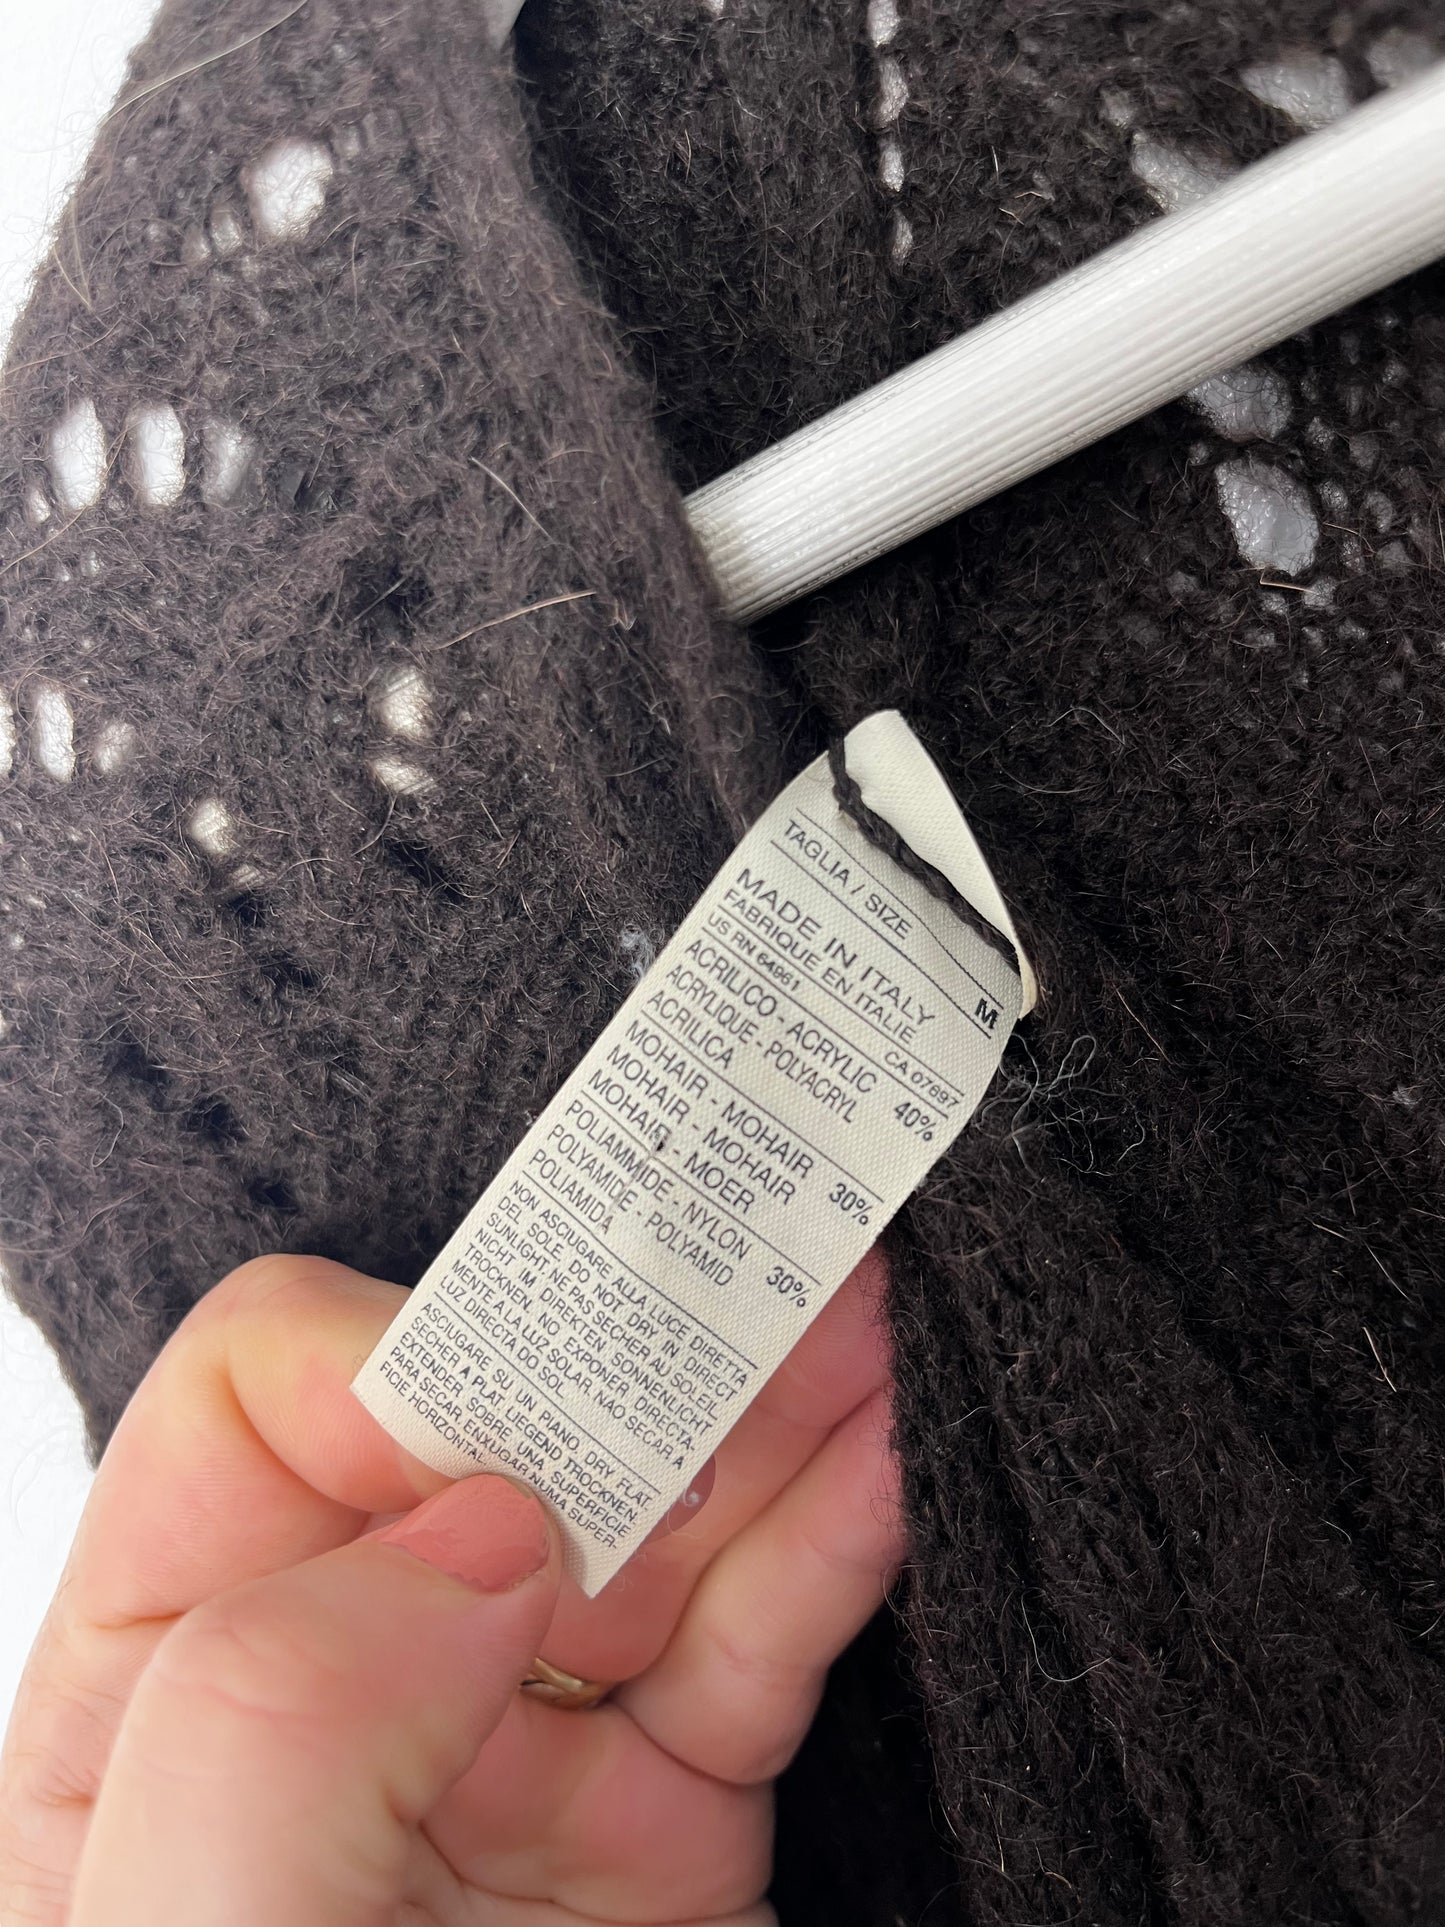 TAGLIA / SIZE M
MADE IN ITALY
FABRIQUE EN ITALIE
US RN 64961 CA 07897
ACRILICO - ACRYLIC
ACRYLIQUE - POLYACRYL
ACRILICA 40%
MOHAIR - MOHAIR
MOHAIR - MOHAIR
MOHAIR - MOER 30%
POLIAMMIDE - NYLON
POLYAMIDE - POLYAMID
POLIAMIDA 30%
NON ASCIUGARE ALLA LUCE DIRETTA
DEL SOLE. DO NOT DRY IN DIRECT
SUNLIGHT. NE PAS SECHER AU SOLEIL
NICHT IM DIREKTEN SONNENLICHT
TROCKNEN. NO EXPONER DIRECTA-
MENTE A LA LUZ SOLAR. NAO SECAR A
LUZ DIRECTA DO SOL
ASCIUGARE SU UN PIANO. DRY FLAT.
SECHER A PLAT. LIEGEND TROCKNEN.
EXTENDER SOBRE UNA SUPERFICIE
PARA SECAR. ENXUGAR NUMA SUPER-
FICIE HORIZONTAL.